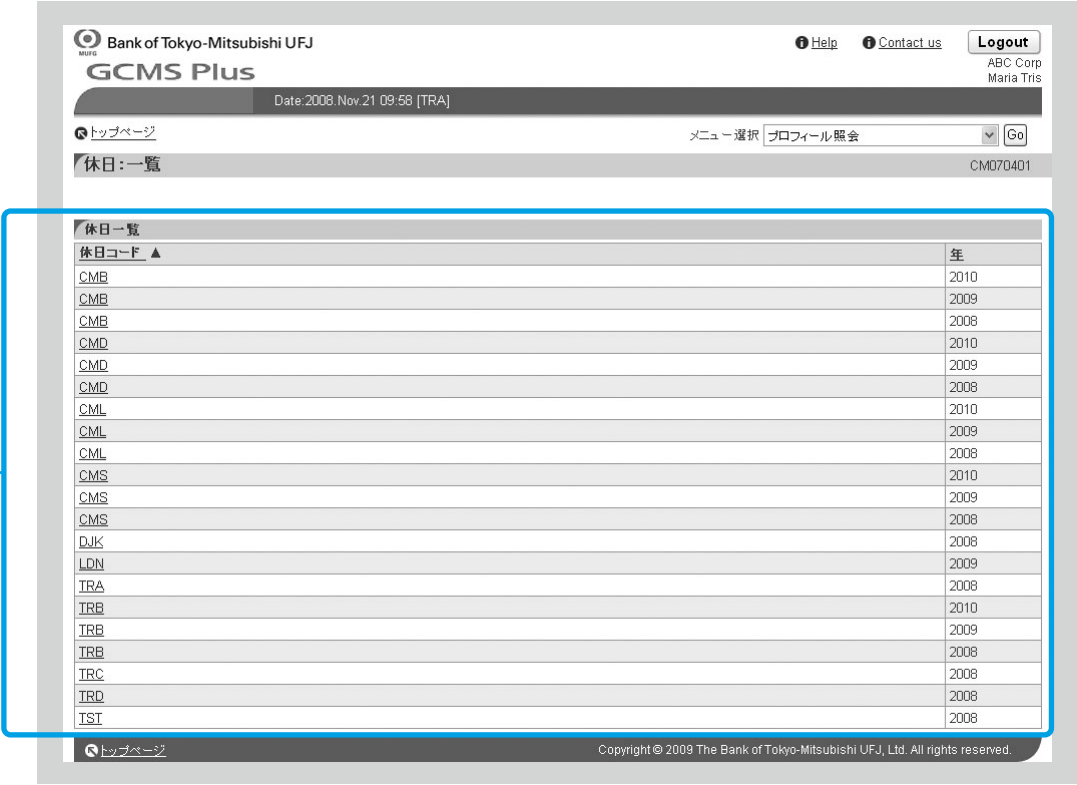 Bank of Tokyo-Mitsubishi UFJ
MUFG
Help Contact us Logout
GCMS Plus
ABC Corp
Maria Tris
Date:2008.Nov.21 09:58 [TRA]
トップページ メニュー選択 プロフィール照会 Go
休日:一覧 CM070401
休日一覧
休日コード ▲ 年
CMB 2010
CMB 2009
CMB 2008
CMD 2010
CMD 2009
CMD 2008
CML 2010
CML 2009
CML 2008
CMS 2010
CMS 2009
CMS 2008
DJK 2008
LDN 2009
TRA 2008
TRB 2010
TRB 2009
TRB 2008
TRC 2008
TRD 2008
TST 2008
トップページ Copyright© 2009 The Bank of Tokyo-Mitsubishi UFJ, Ltd. All rights reserved.